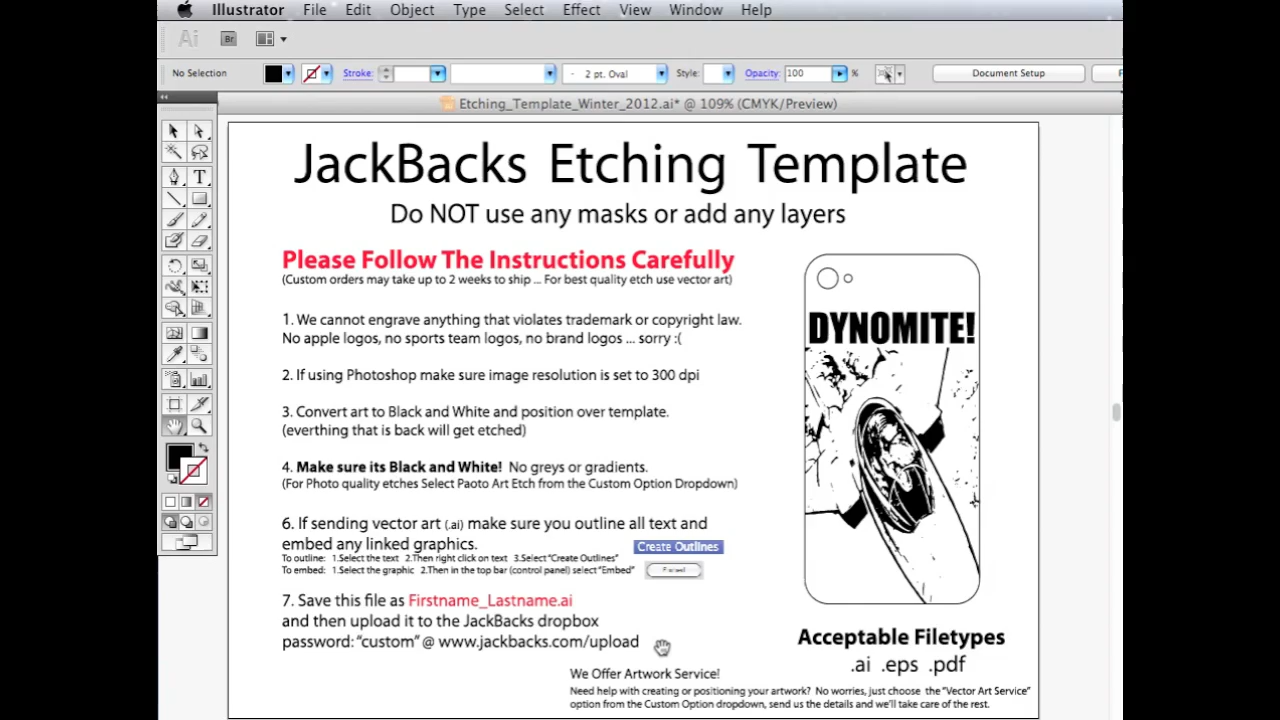 Illustrator File Edit Object Type Select Effect View Window Help
Ai Br
No Selection Stroke: 2 pt. Oval Style: Opacity: 100 % Document Setup
Etching_Template_Winter_2012.ai* @ 109% (CMYK/Preview)
JackBacks Etching Template
Do NOT use any masks or add any layers
Please Follow The Instructions Carefully
(Custom orders may take up to 2 weeks to ship ... For best quality etch use vector art)
1. We cannot engrave anything that violates trademark or copyright law.
No apple logos, no sports team logos, no brand logos ... sorry :(
2. If using Photoshop make sure image resolution is set to 300 dpi
3. Convert art to Black and White and position over template.
(everthing that is back will get etched)
4. Make sure its Black and White! No greys or gradients.
(For Photo quality etches Select Paoto Art Etch from the Custom Option Dropdown)
6. If sending vector art (.ai) make sure you outline all text and
embed any linked graphics.
Create Outlines
To outline: 1.Select the text 2.Then right click on text 3.Select "Create Outlines"
To embed: 1.Select the graphic 2.Then in the top bar (control panel) select "Embed"
7. Save this file as Firstname_Lastname.ai
and then upload it to the JackBacks dropbox
password: "custom" @ www.jackbacks.com/upload
DYNOMITE!
Acceptable Filetypes
.ai .eps .pdf
We Offer Artwork Service!
Need help with creating or positioning your artwork? No worries, just choose the "Vector Art Service"
option from the Custom Option dropdown, send us the details and we'll take care of the rest.